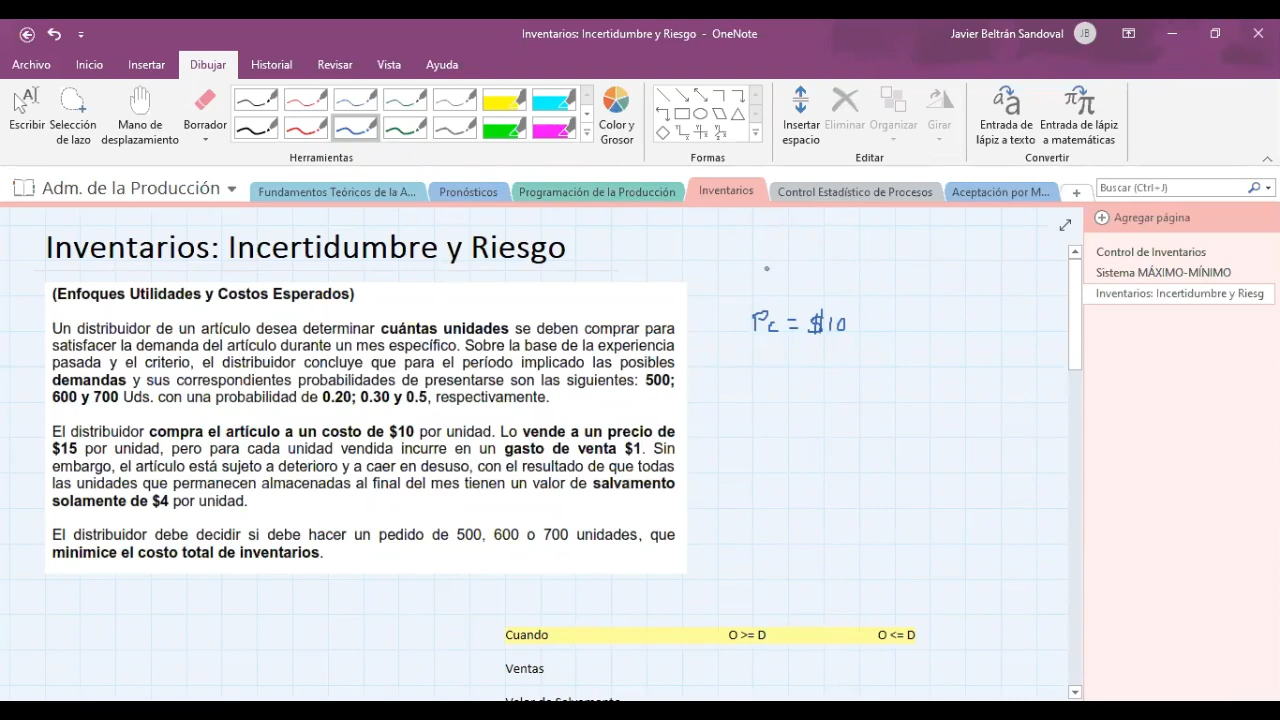 Inventarios: Incertidumbre y Riesgo - OneNote
Javier Beltrán Sandoval
JB
Archivo
Inicio
Insertar
Dibujar
Historial
Revisar
Vista
Ayuda
Escribir
Selección de lazo
Mano de desplazamiento
Borrador
Color y Grosor
Insertar espacio
Eliminar
Organizar
Girar
Entrada de lápiz a texto
Entrada de lápiz a matemáticas
Herramientas
Formas
Editar
Convertir
Adm. de la Producción
Fundamentos Teóricos de la A...
Pronósticos
Programación de la Producción
Inventarios
Control Estadístico de Procesos
Aceptación por M...
Buscar (Ctrl+J)
Agregar página
Control de Inventarios
Sistema MÁXIMO-MÍNIMO
Inventarios: Incertidumbre y Riesg
Inventarios: Incertidumbre y Riesgo
(Enfoques Utilidades y Costos Esperados)
Un distribuidor de un artículo desea determinar cuántas unidades se deben comprar para
satisfacer la demanda del artículo durante un mes específico. Sobre la base de la experiencia
pasada y el criterio, el distribuidor concluye que para el período implicado las posibles
demandas y sus correspondientes probabilidades de presentarse son las siguientes: 500;
600 y 700 Uds. con una probabilidad de 0.20; 0.30 y 0.5, respectivamente.
El distribuidor compra el artículo a un costo de $10 por unidad. Lo vende a un precio de
$15 por unidad, pero para cada unidad vendida incurre en un gasto de venta $1. Sin
embargo, el artículo está sujeto a deterioro y a caer en desuso, con el resultado de que todas
las unidades que permanecen almacenadas al final del mes tienen un valor de salvamento
solamente de $4 por unidad.
El distribuidor debe decidir si debe hacer un pedido de 500, 600 o 700 unidades, que
minimice el costo total de inventarios.
Pc = $10
Cuando O >= D O <= D
Ventas
Valor de Salvamento